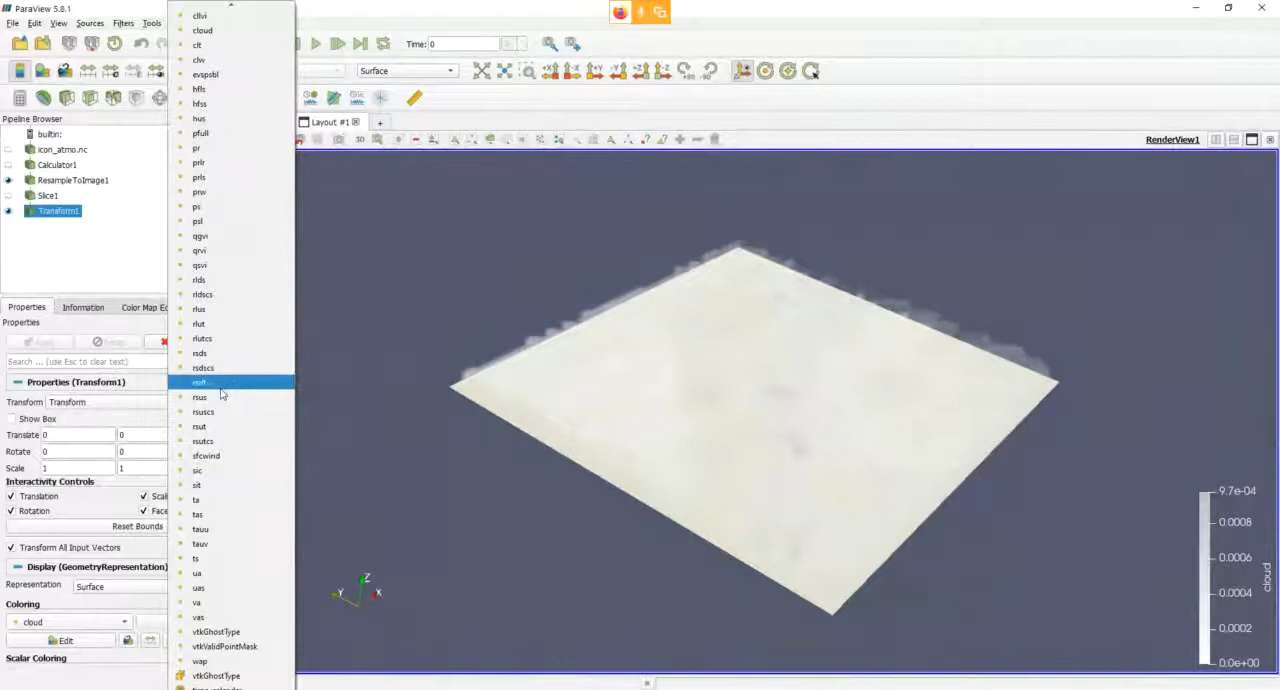 ParaView 5.8.1
File Edit View Sources Filters Tools
Time: 0
Surface
Pipeline Browser
Layout #1
+
RenderView1
builtin:
icon_atmo.nc
Calculator1
ResampleToImage1
Slice1
Transform1
Properties Information Color Map Ed
Properties
Search ... (use Esc to clear text)
Properties (Transform1)
Transform Transform
Show Box
Translate 0 0
Rotate 0 0
Scale 1 1
Interactivity Controls
Translation Scali
Rotation Face
Reset Bounds
Transform All Input Vectors
Display (GeometryRepresentation)
Representation Surface
Coloring
cloud
Edit
Scalar Coloring
cllvi
cloud
clt
clw
evspsbl
hfls
hfss
hus
pfull
pr
prlr
prls
prw
ps
psl
qgvi
qrvi
qsvi
rlds
rldscs
rlus
rlut
rlutcs
rsds
rsdscs
rsus
rsuscs
rsut
rsutcs
sfcwind
sic
sit
ta
tas
tauu
tauv
ts
ua
uas
va
vas
vtkGhostType
vtkValidPointMask
wap
vtkGhostType
Z
Y
X
9.7e-04
0.0008
0.0006
0.0004
0.0002
0.0e+00
cloud